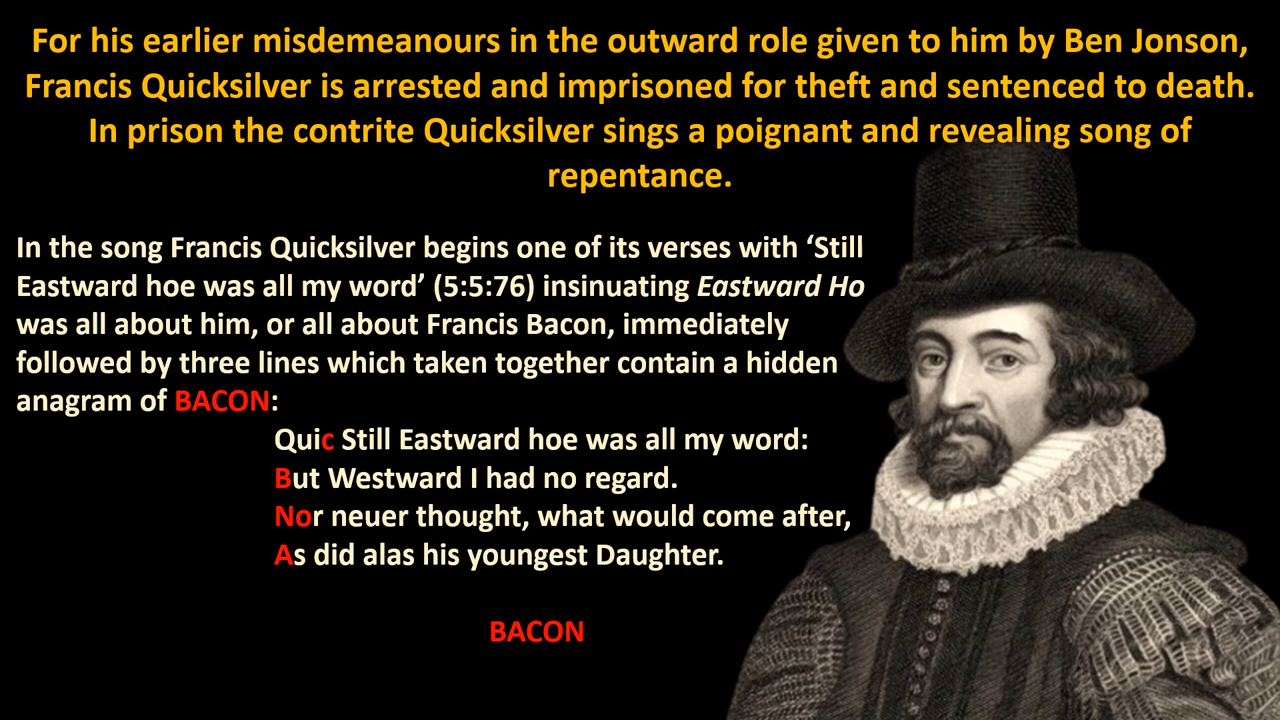 For his earlier misdemeanours in the outward role given to him by Ben Jonson,
Francis Quicksilver is arrested and imprisoned for theft and sentenced to death.
In prison the contrite Quicksilver sings a poignant and revealing song of
repentance.
In the song Francis Quicksilver begins one of its verses with ‘Still
Eastward hoe was all my word’ (5:5:76) insinuating Eastward Ho
was all about him, or all about Francis Bacon, immediately
followed by three lines which taken together contain a hidden
anagram of BACON:
Quic Still Eastward hoe was all my word:
But Westward I had no regard.
Nor neuer thought, what would come after,
As did alas his youngest Daughter.
BACON